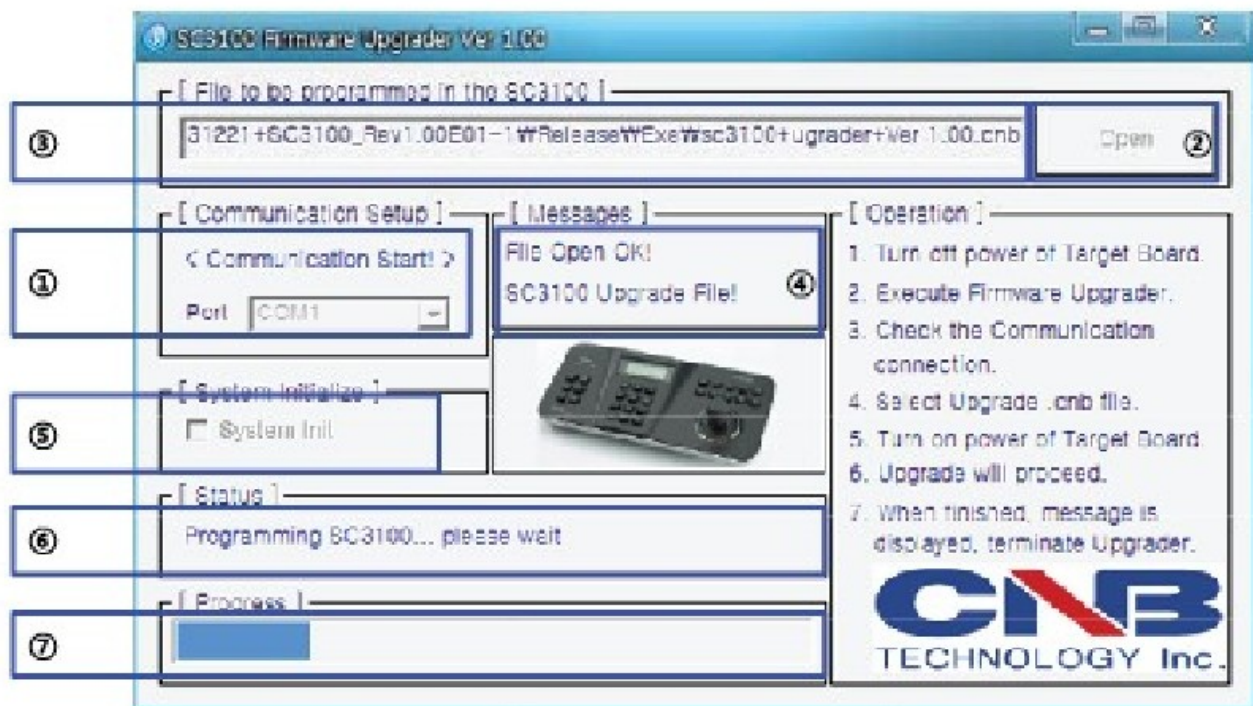 SC3100 Firmware Upgrader Ver 1.00
[ File to be programmed in the SC3100 ]
③
31221+SC3100_Rev1.00E01-1₩Release₩Exe₩sc3100+ugrader+Ver 1.00.cnb
Open
②
[ Communication Setup ]
①
< Communication Start! >
Port
COM1
[ Messages ]
File Open OK!
SC3100 Upgrade File!
④
[ System Initialize ]
⑤
System Init
[ Status ]
⑥
Programming SC3100... please wait
[ Progress ]
⑦
[ Operation ]
1. Turn off power of Target Board.
2. Execute Firmware Upgrader.
3. Check the Communication
connection.
4. Select Upgrade .cnb file.
5. Turn on power of Target Board
6. Upgrade will proceed.
7. When finished, message is
displayed, terminate Upgrader.
CNB
TECHNOLOGY Inc.